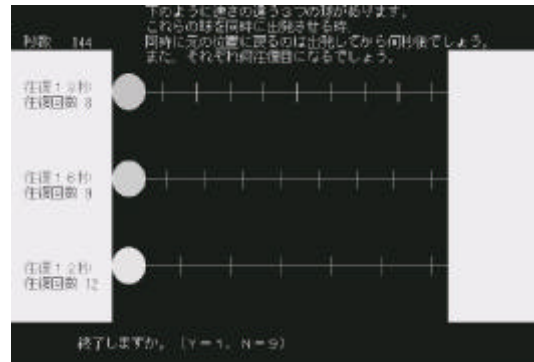 下のように速さの違う3つの球があります。
これらの球を同時に出発させる時、
同時に元の位置に戻るのは出発してから何秒後でしょう。
また、それぞれ何往復目になるでしょう。
秒数 144
往復18秒
往復回数 8
往復16秒
往復回数 9
往復12秒
往復回数 12
終了しますか。 (Y=1, N=9)